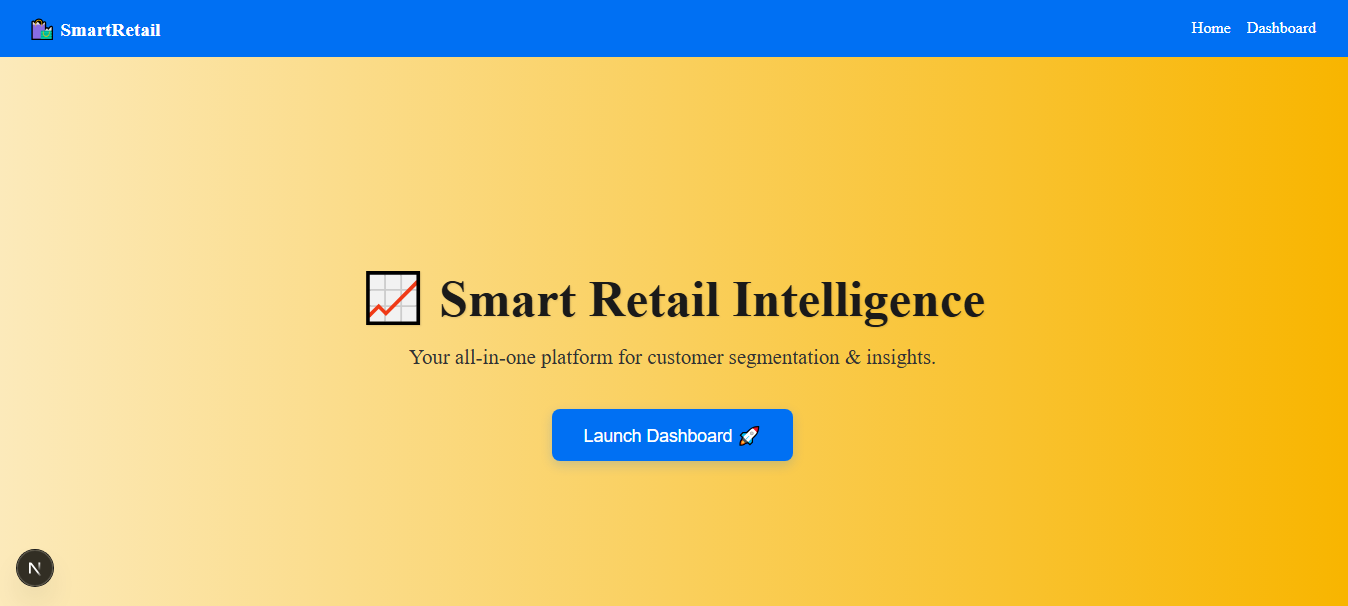 SmartRetail
Home Dashboard
Smart Retail Intelligence
Your all-in-one platform for customer segmentation & insights.
Launch Dashboard 🚀
N